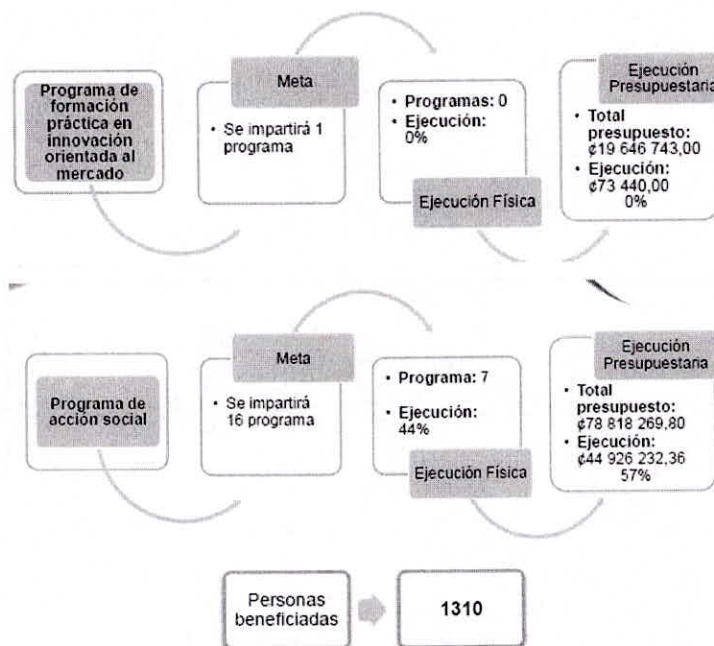 Programa de
formación
práctica en
innovación
orientada al
mercado
Meta
• Se impartirá 1
programa
• Programas: 0
• Ejecución:
0%
Ejecución Física
Ejecución
Presupuestaria
• Total
presupuesto:
¢19 646 743,00
• Ejecución:
¢73 440,00
0%
Programa de
acción social
Meta
• Se impartirá
16 programa
• Programa: 7
• Ejecución:
44%
Ejecución Física
Ejecución
Presupuestaria
• Total
presupuesto:
¢78 818 269,80
• Ejecución:
¢44 926 232,36
57%
Personas
beneficiadas
1310